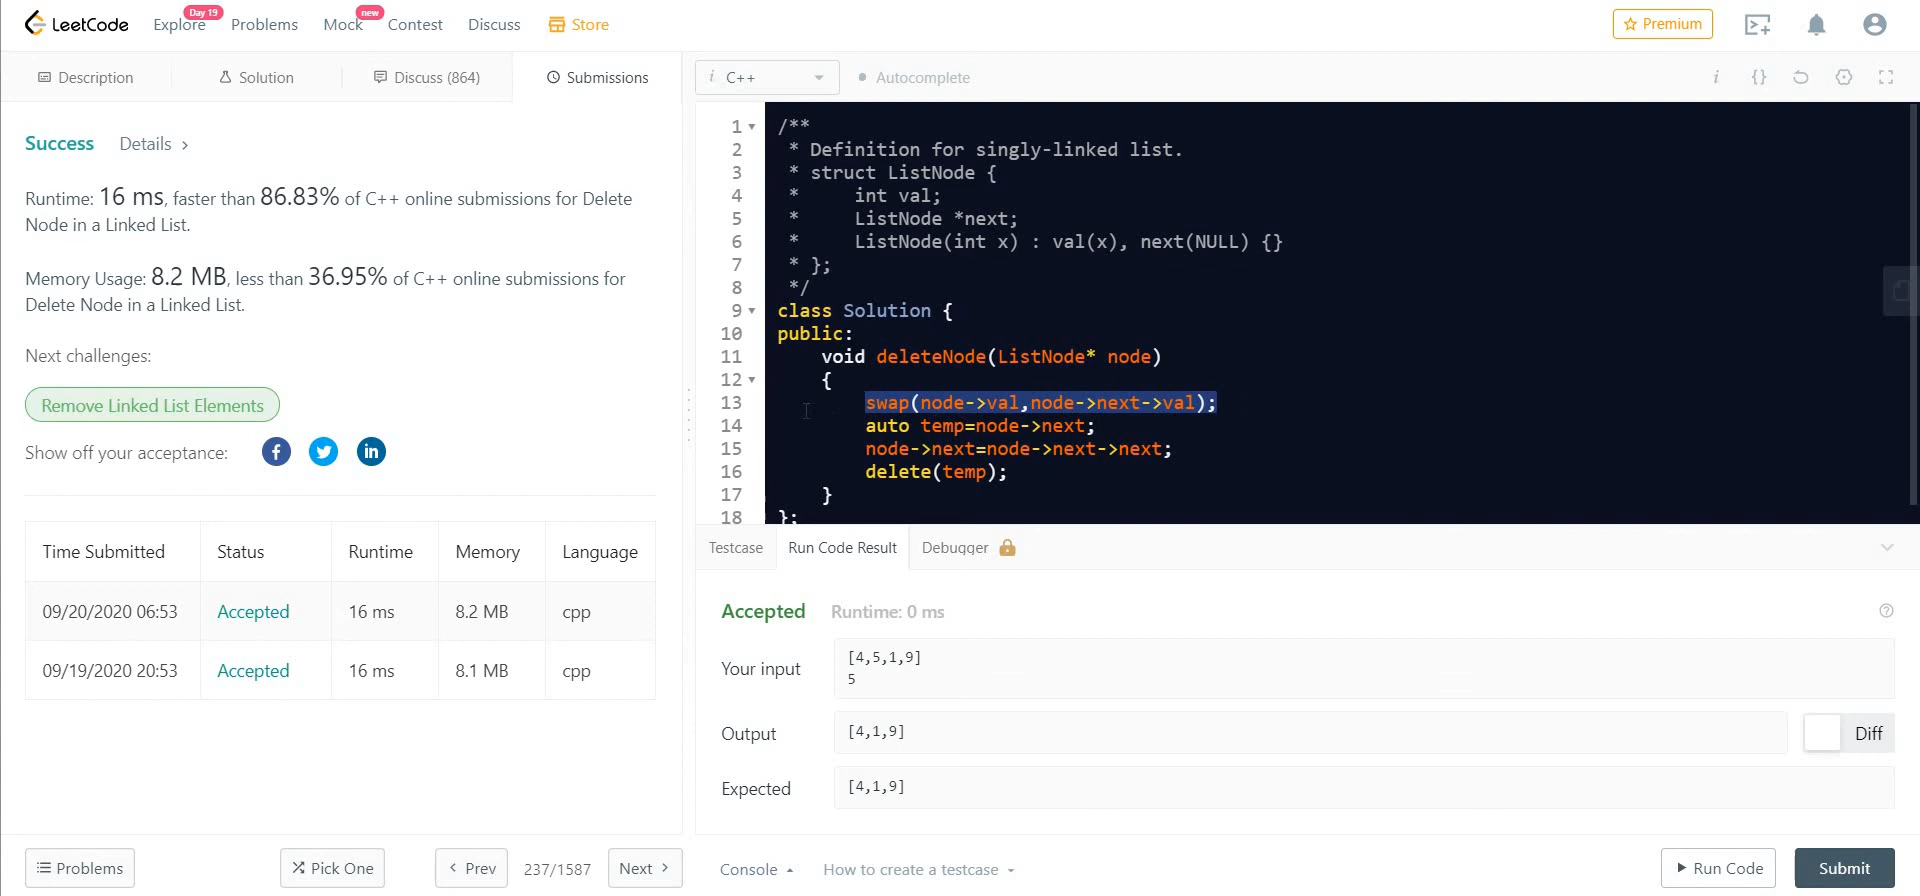 LeetCode
Explore
Day 19
Problems
Mock
new
Contest
Discuss
Store
Premium
Description
Solution
Discuss (864)
Submissions
i C++
Autocomplete
i {}
Success
Details >
Runtime: 16 ms, faster than 86.83% of C++ online submissions for Delete
Node in a Linked List.
Memory Usage: 8.2 MB, less than 36.95% of C++ online submissions for
Delete Node in a Linked List.
Next challenges:
Remove Linked List Elements
Show off your acceptance:
Time Submitted Status Runtime Memory Language
09/20/2020 06:53 Accepted 16 ms 8.2 MB cpp
09/19/2020 20:53 Accepted 16 ms 8.1 MB cpp
1 /**
2 * Definition for singly-linked list.
3 * struct ListNode {
4 * int val;
5 * ListNode *next;
6 * ListNode(int x) : val(x), next(NULL) {}
7 * };
8 */
9 class Solution {
10 public:
11 void deleteNode(ListNode* node)
12 {
13 swap(node->val,node->next->val);
14 auto temp=node->next;
15 node->next=node->next->next;
16 delete(temp);
17 }
18 };
Testcase
Run Code Result
Debugger
Accepted
Runtime: 0 ms
Your input
[4,5,1,9]
5
Output
[4,1,9]
Diff
Expected
[4,1,9]
Problems
Pick One
< Prev
237/1587
Next >
Console
How to create a testcase
Run Code
Submit